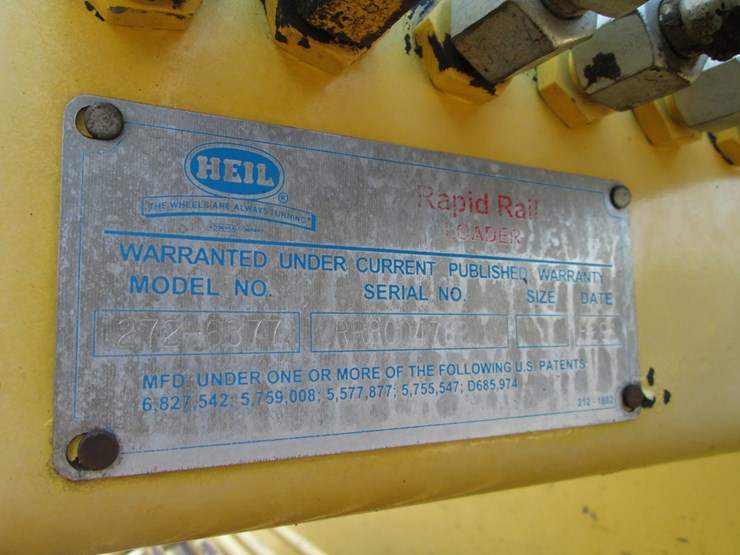 HEIL
®
THE WHEELS ARE ALWAYS TURNING
Rapid Rail
LOADER
WARRANTED UNDER CURRENT PUBLISHED WARRANTY
MODEL NO. SERIAL NO. SIZE DATE
272-6377
MFD. UNDER ONE OR MORE OF THE FOLLOWING U.S. PATENTS
6,827,542; 5,759,008; 5,577,877; 5,755,547; D685,974
212 - 1882